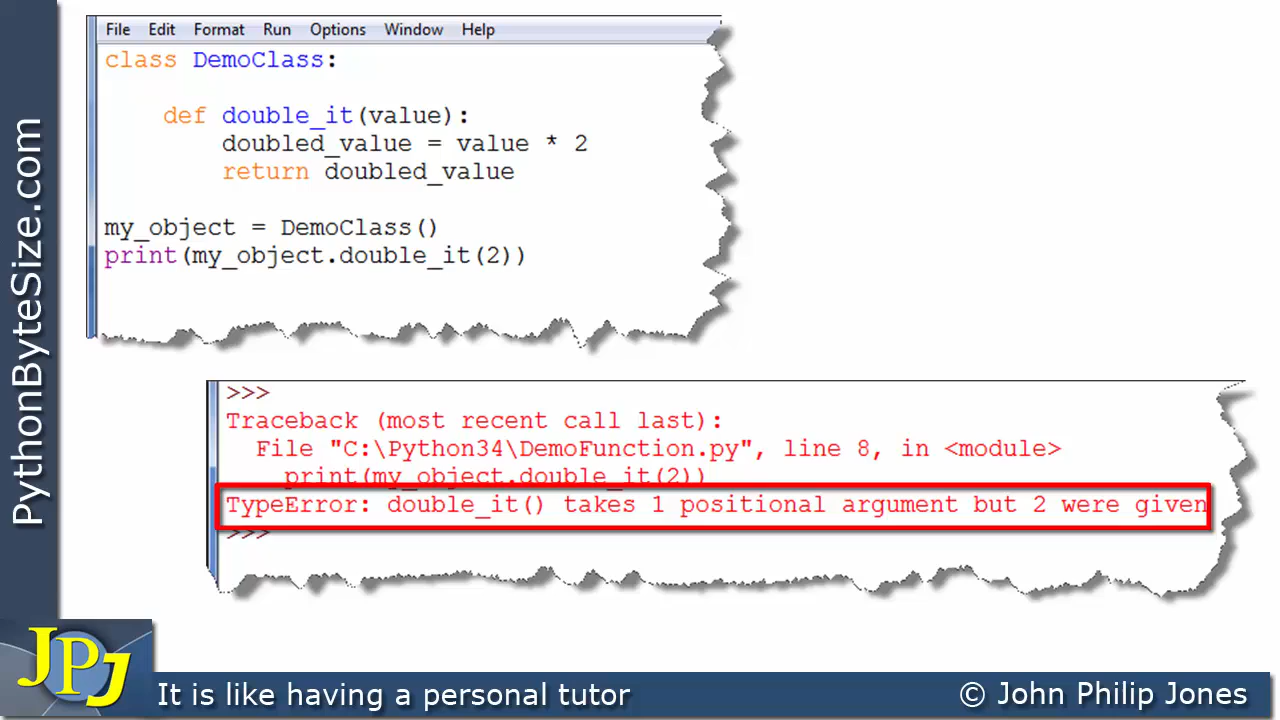 PythonByteSize.com
File Edit Format Run Options Window Help
class DemoClass:
def double_it(value):
doubled_value = value * 2
return doubled_value
my_object = DemoClass()
print(my_object.double_it(2))
>>>
Traceback (most recent call last):
File "C:\Python34\DemoFunction.py", line 8, in <module>
print(my_object.double_it(2))
TypeError: double_it() takes 1 positional argument but 2 were given
>>>
JPJ
It is like having a personal tutor
© John Philip Jones